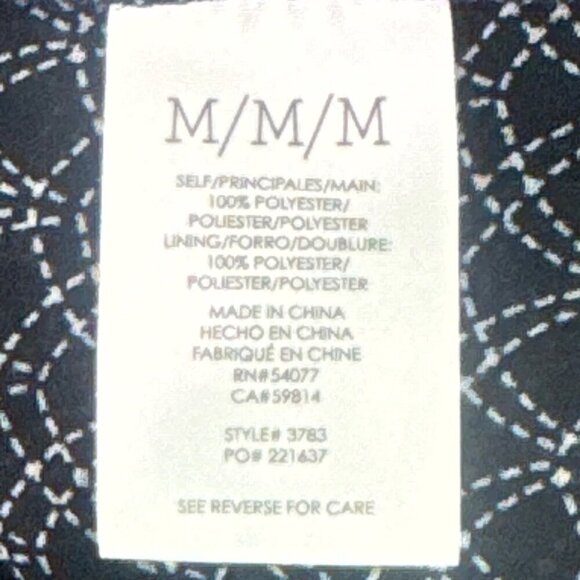 M/M/M
SELF/PRINCIPALES/MAIN:
100% POLYESTER/
POLIESTER/POLYESTER
LINING/FORRO/DOUBLURE:
100% POLYESTER/
POLIESTER/POLYESTER
MADE IN CHINA
HECHO EN CHINA
FABRIQUÉ EN CHINE
RN#54077
CA#59814
STYLE# 3783
PO# 221637
SEE REVERSE FOR CARE